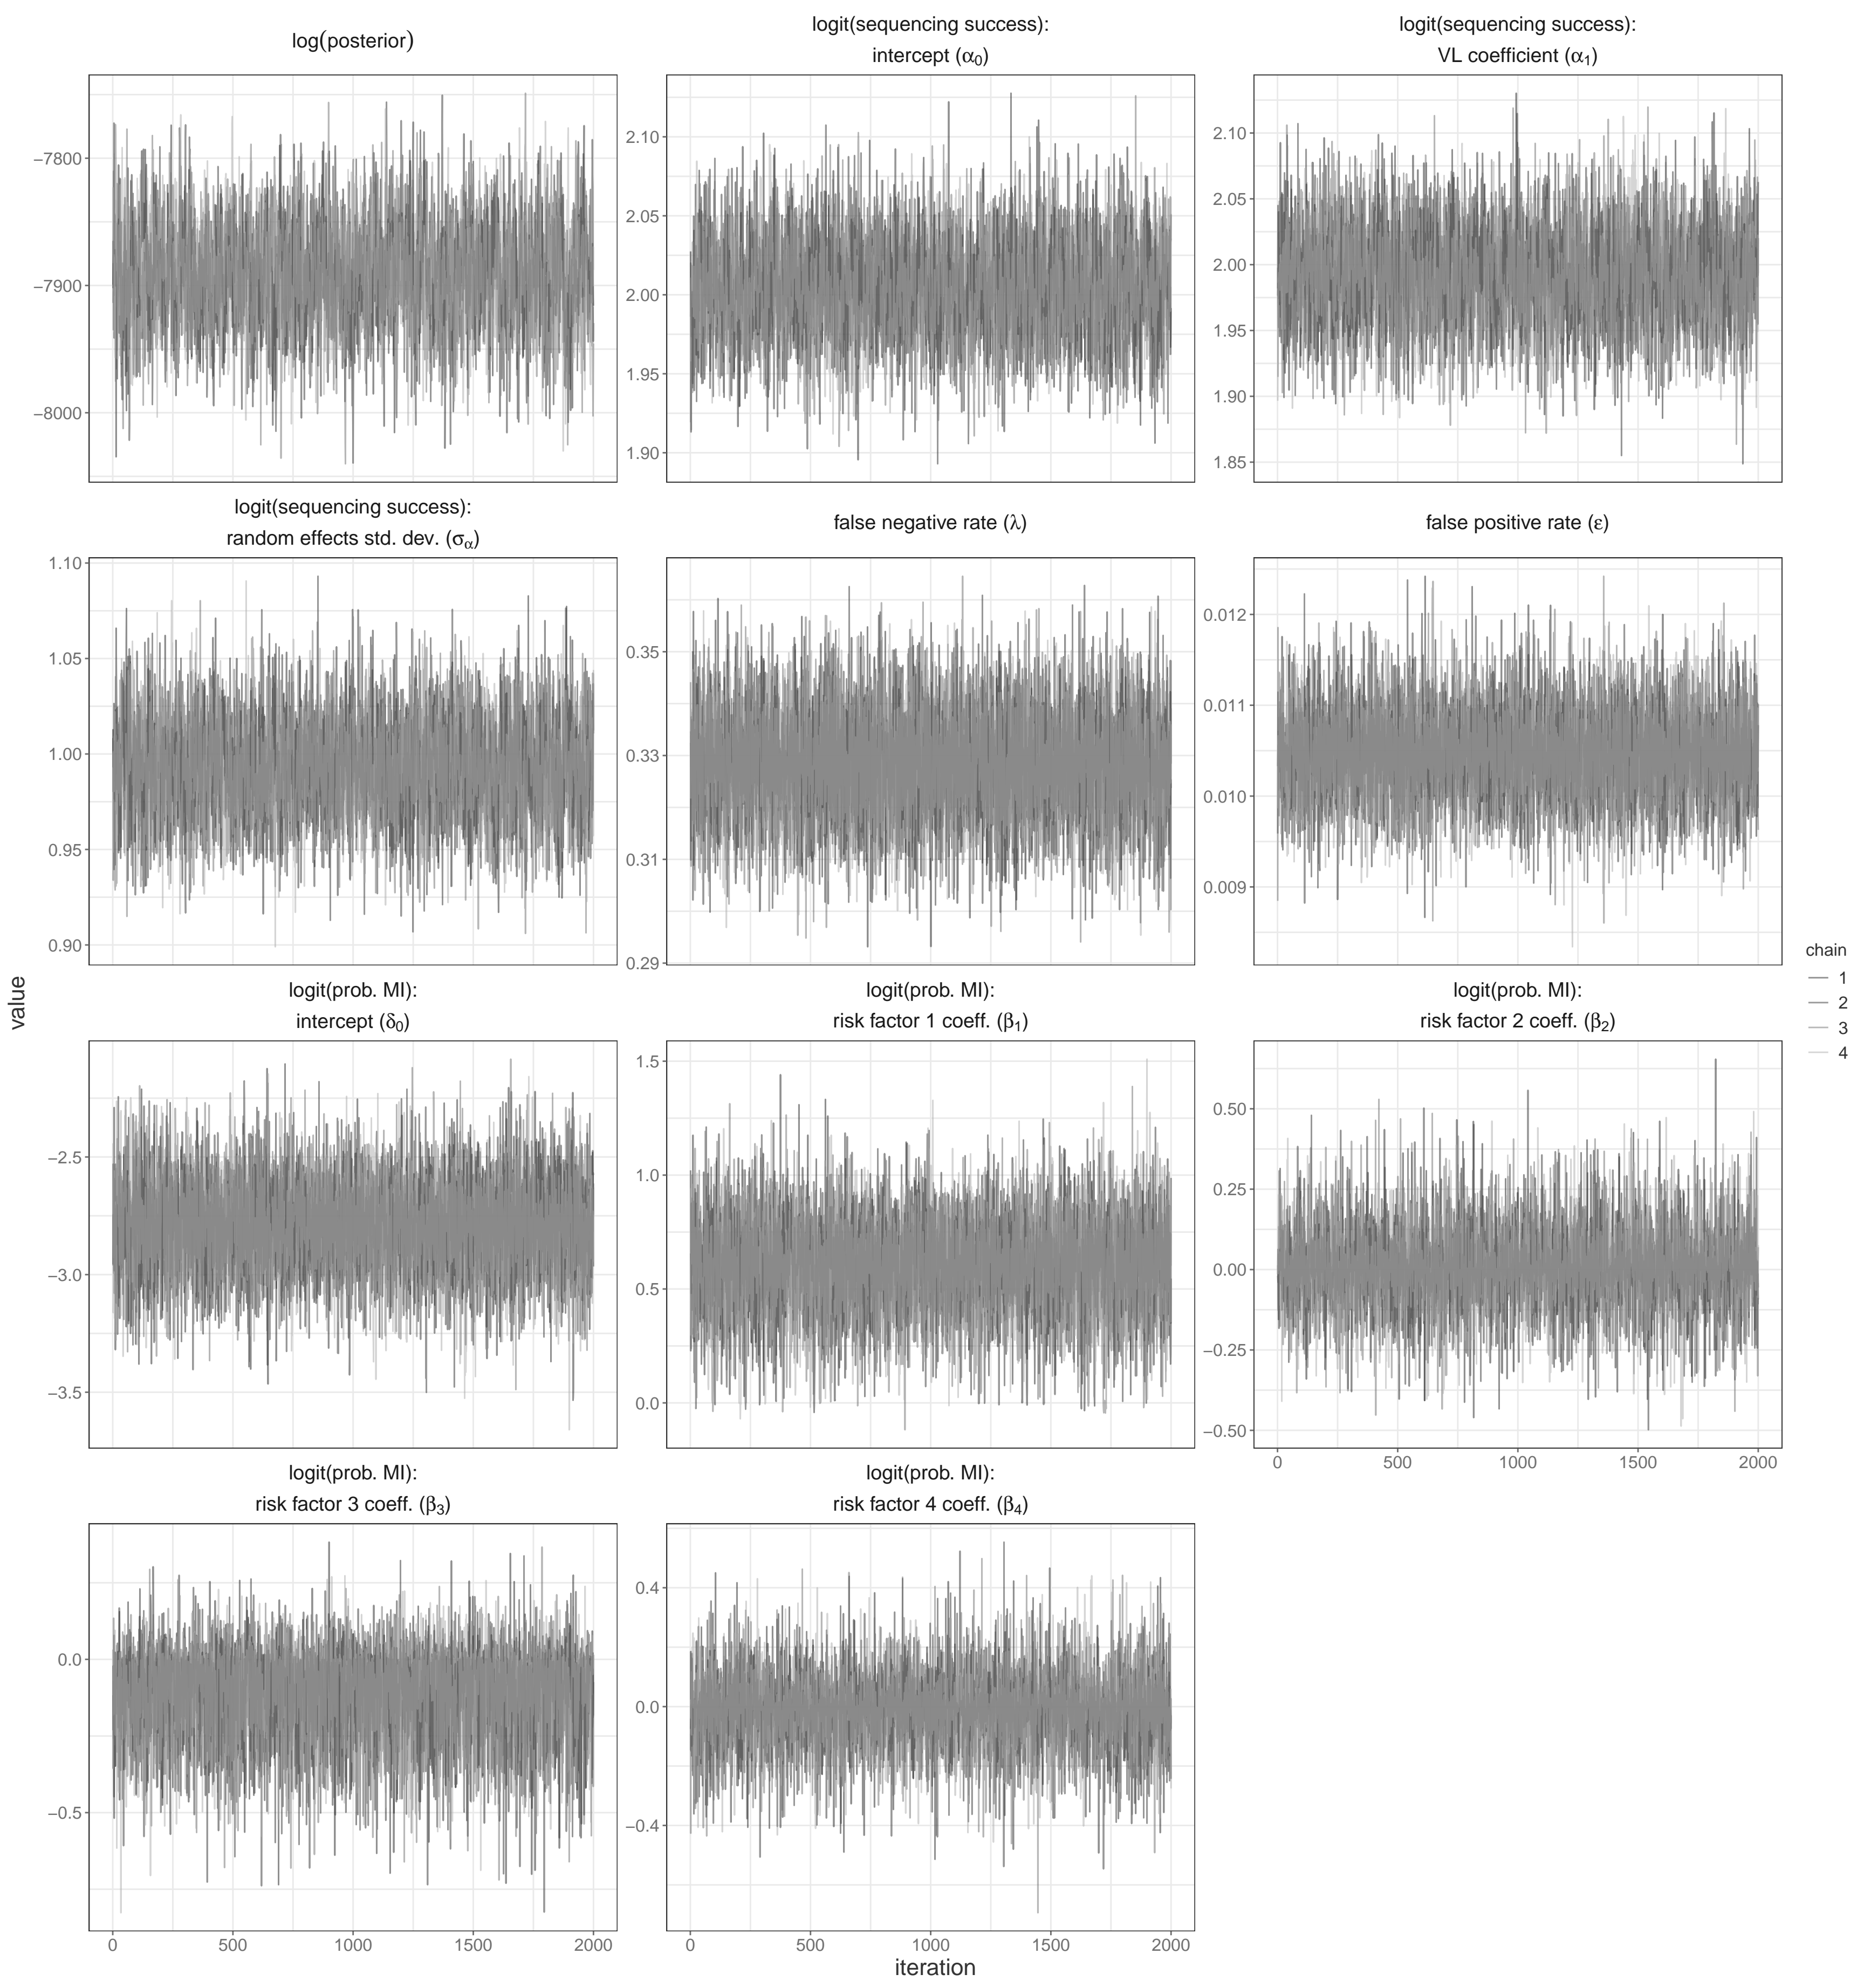 log(posterior)
logit(sequencing success):
intercept (α0)
logit(sequencing success):
VL coefficient (α1)
−7800
−7900
−8000
2.10
2.05
2.00
1.95
1.90
2.10
2.05
2.00
1.95
1.90
1.85
logit(sequencing success):
random effects std. dev. (σα)
false negative rate (λ)
false positive rate (ε)
1.10
1.05
1.00
0.95
0.90
0.35
0.33
0.31
0.29
0.012
0.011
0.010
0.009
value
logit(prob. MI):
intercept (δ0)
logit(prob. MI):
risk factor 1 coeff. (β1)
logit(prob. MI):
risk factor 2 coeff. (β2)
−2.5
−3.0
−3.5
1.5
1.0
0.5
0.0
0.50
0.25
0.00
−0.25
−0.50
0 500 1000 1500 2000
chain
1
2
3
4
logit(prob. MI):
risk factor 3 coeff. (β3)
logit(prob. MI):
risk factor 4 coeff. (β4)
0.0
−0.5
0.4
0.0
−0.4
0 500 1000 1500 2000
0 500 1000 1500 2000
iteration